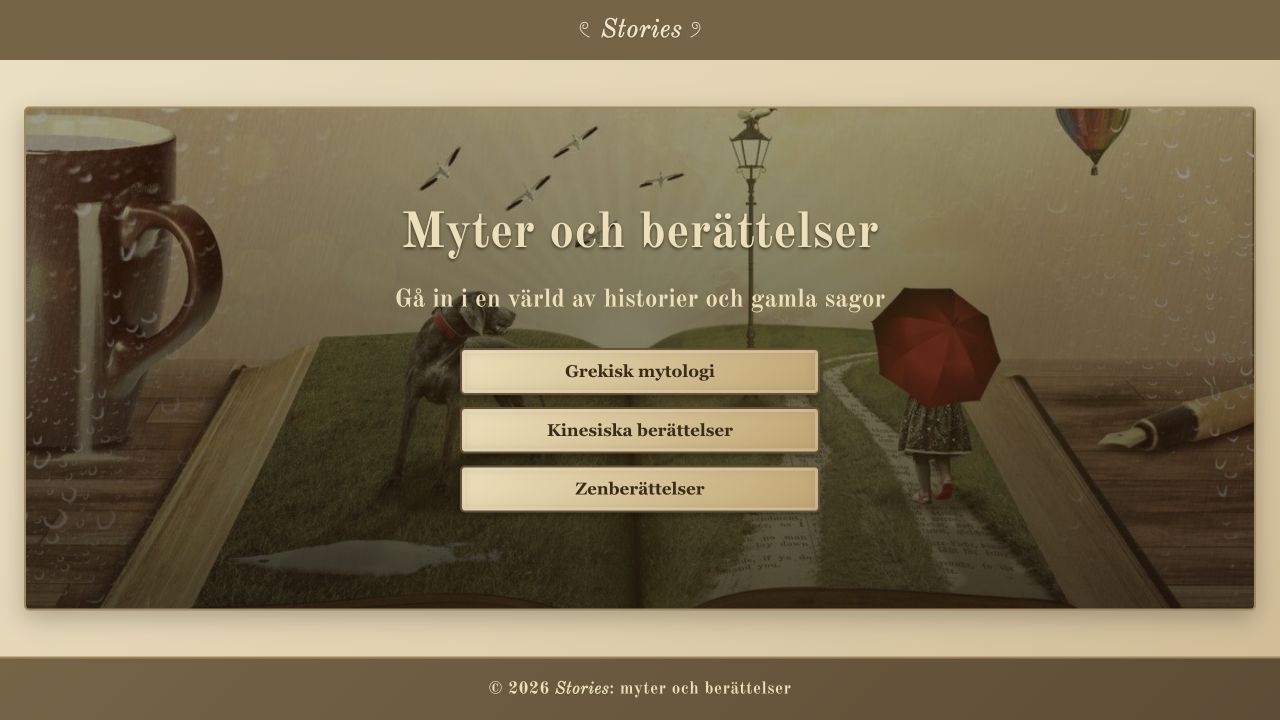 Stories
Myter och berättelser
Gå in i en värld av historier och gamla sagor
Grekisk mytologi
Kinesiska berättelser
Zenberättelser
© 2026 Stories: myter och berättelser